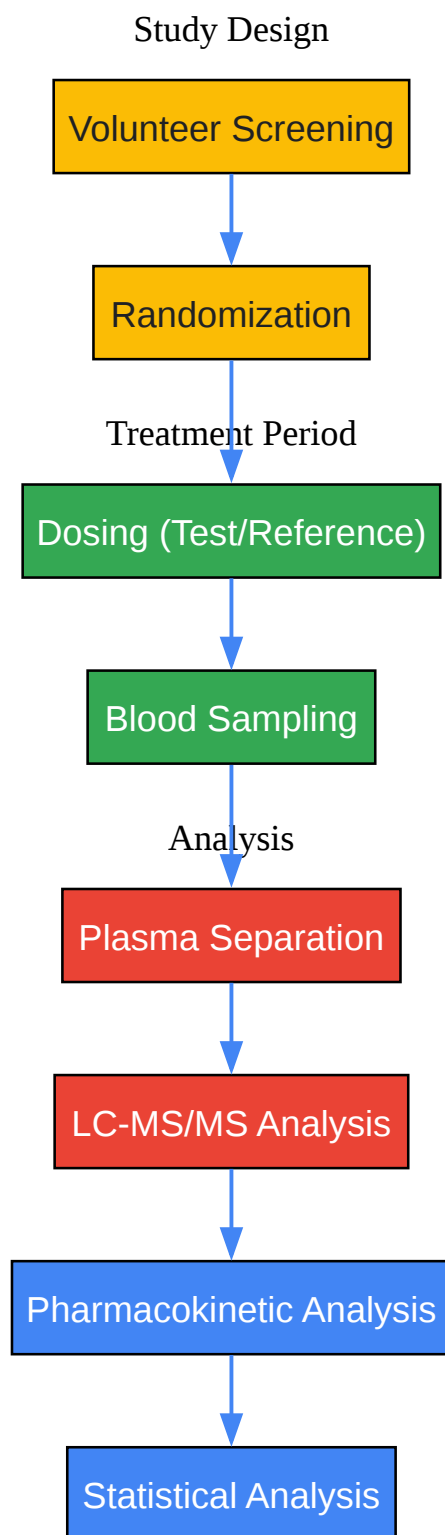 Study Design
Volunteer Screening
Randomization
Treatment Period
Dosing (Test/Reference)
Blood Sampling
Analysis
Plasma Separation
LC-MS/MS Analysis
Pharmacokinetic Analysis
Statistical Analysis